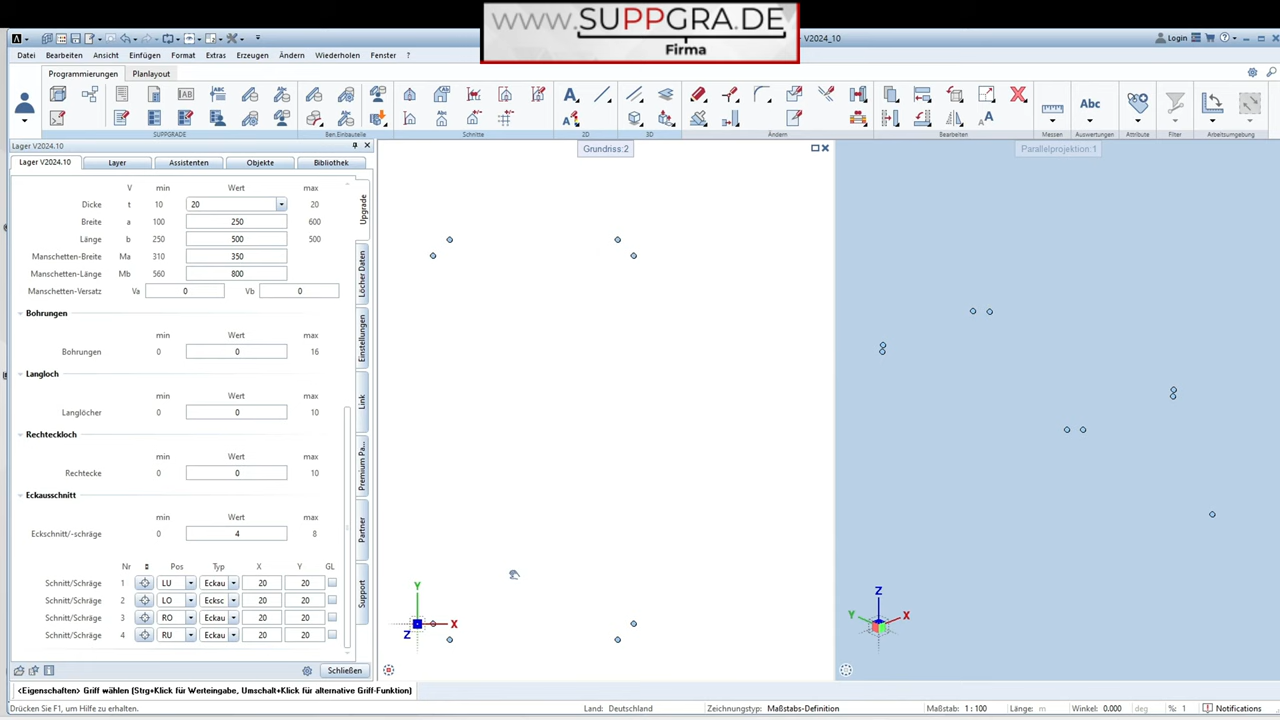 www.SUPPGRA.DE
Firma
V2024_10
Login
Datei Bearbeiten Ansicht Einfügen Format Extras Erzeugen Ändern Wiederholen Fenster ?
Programmierungen Planlayout
Abc
SUPPGRADE Ben.Einbauteile Schnitte 2D 3D Ändern Bearbeiten Messen Auswertungen Attribute Filter Arbeitsumgebung
Lager V2024.10
Lager V2024.10 Layer Assistenten Objekte Bibliothek
Grundriss:2
Parallelprojektion:1
V min Wert max
Dicke t 10 20 20
Breite a 100 250 600
Länge b 250 500 500
Manschetten-Breite Ma 310 350
Manschetten-Länge Mb 560 800
Manschetten-Versatz Va 0 Vb 0
Bohrungen
min Wert max
Bohrungen 0 0 16
Langloch
min Wert max
Langlöcher 0 0 10
Rechteckloch
min Wert max
Rechtecke 0 0 10
Eckausschnitt
min Wert max
Eckschnitt/-schräge 0 4 8
Nr Pos Typ X Y GL
Schnitt/Schräge 1 LU Eckau 20 20
Schnitt/Schräge 2 LO Ecksc 20 20
Schnitt/Schräge 3 RO Eckau 20 20
Schnitt/Schräge 4 RU Eckau 20 20
Upgrade
Löcher Daten
Einstellungen
Link
Premium Pa...
Partner
Support
Schließen
Y
X
Z
Z
Y
X
<Eigenschaften> Griff wählen (Strg+Klick für Werteingabe, Umschalt+Klick für alternative Griff-Funktion)
Drücken Sie F1, um Hilfe zu erhalten. Land: Deutschland Zeichnungstyp: Maßstabs-Definition Maßstab: 1 : 100 Länge: m Winkel: 0.000 deg %: 1 Notifications